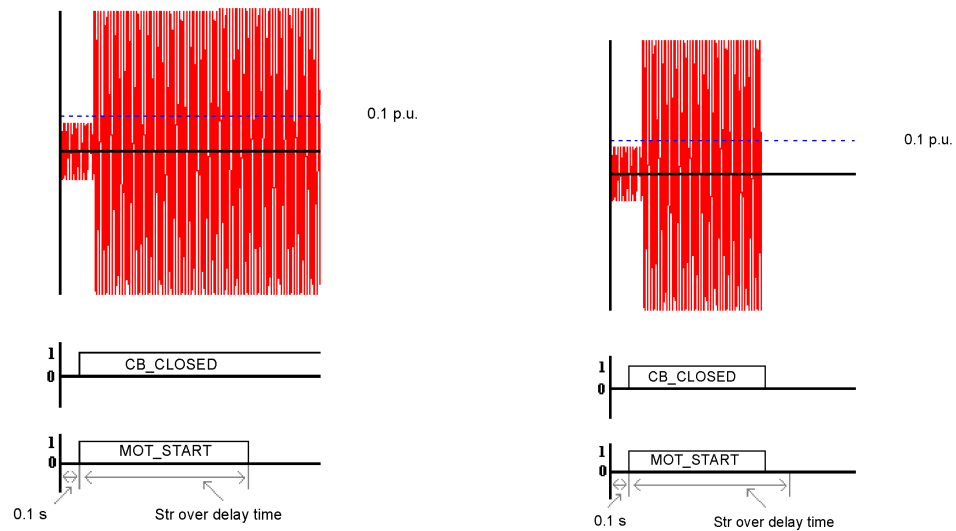 0.1 p.u.
1
CB_CLOSED
0
1
MOT_START
0
0.1 s
Str over delay time
0.1 p.u.
1
CB_CLOSED
0
1
MOT_START
0
0.1 s
Str over delay time